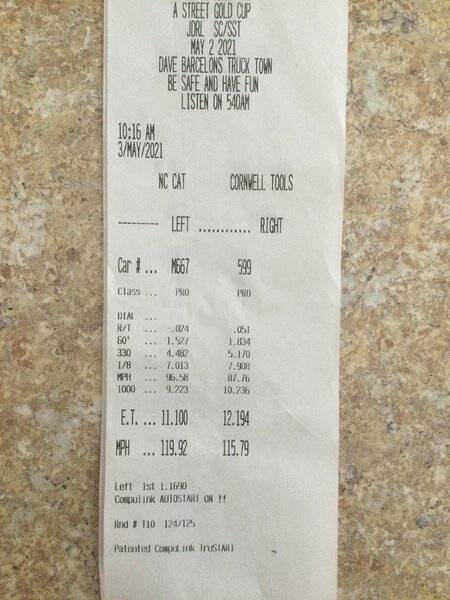 A STREET GOLD CUP
JDRL SC/SST
MAY 2 2021
DAVE BARCELONS TRUCK TOWN
BE SAFE AND HAVE FUN
LISTEN ON 540AM
10:16 AM
3/MAY/2021
NC CAT CORNWELL TOOLS
--------- LEFT ............ RIGHT
Car # ... M667 599
Class ... PRO PRO
DIAL ...
R/T ... .024 .051
60' ... 1.527 1.834
330 ... 4.482 5.170
1/8 ... 7.013 7.908
MPH ... 96.58 87.76
1000 ... 9.223 10.236
E.T. ... 11.100 12.194
MPH ... 119.92 115.79
Left 1st 1.1690
CompuLink AUTOSTART ON !!
Rnd # T10 124/125
Patented CompuLink TruSTART